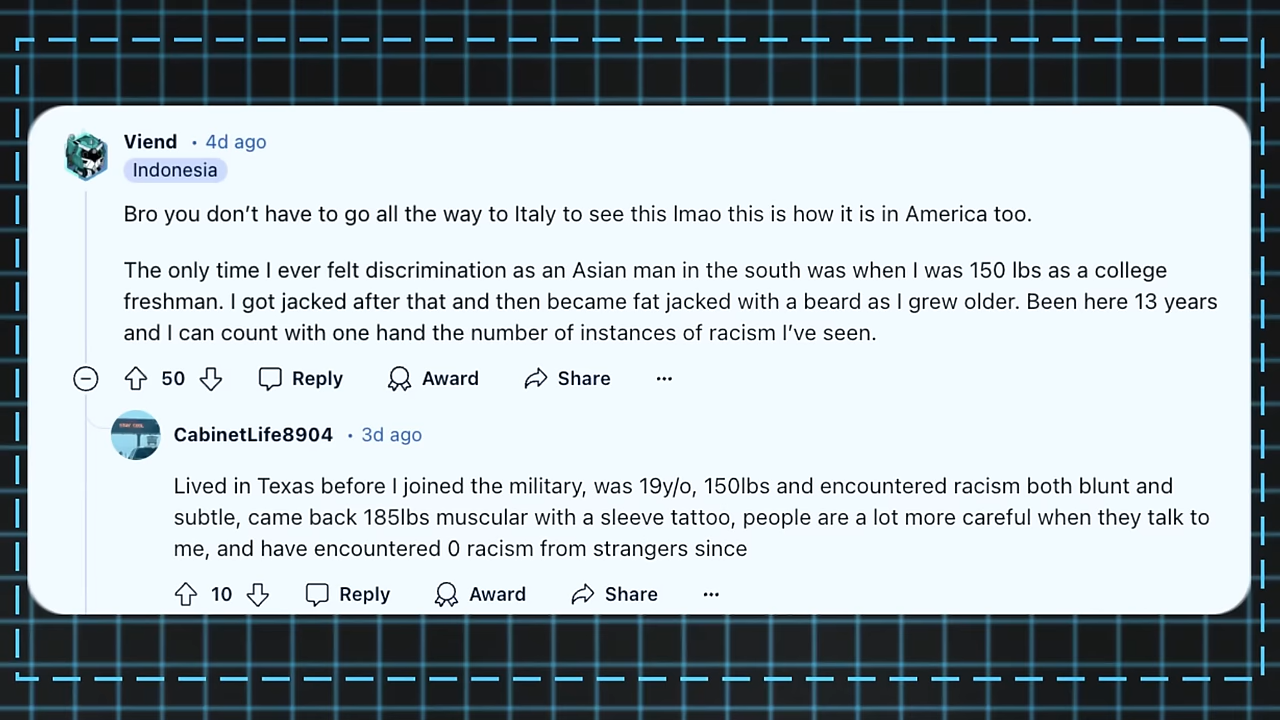 Viend • 4d ago
Indonesia
Bro you don’t have to go all the way to Italy to see this lmao this is how it is in America too.
The only time I ever felt discrimination as an Asian man in the south was when I was 150 lbs as a college
freshman. I got jacked after that and then became fat jacked with a beard as I grew older. Been here 13 years
and I can count with one hand the number of instances of racism I’ve seen.
50 Reply Award Share ...
CabinetLife8904 • 3d ago
Lived in Texas before I joined the military, was 19y/o, 150lbs and encountered racism both blunt and
subtle, came back 185lbs muscular with a sleeve tattoo, people are a lot more careful when they talk to
me, and have encountered 0 racism from strangers since
10 Reply Award Share ...